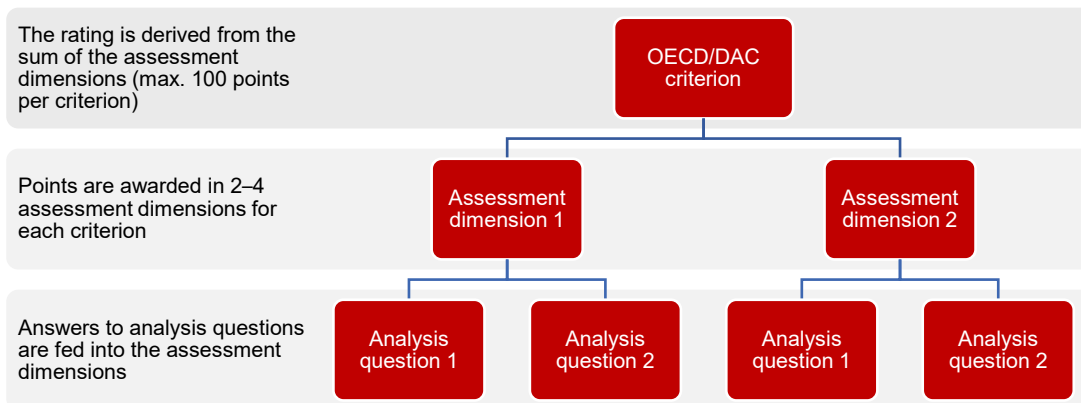 The rating is derived from the
sum of the assessment
dimensions (max. 100 points
per criterion)
OECD/DAC
criterion
Points are awarded in 2–4
assessment dimensions for
each criterion
Assessment
dimension 1
Assessment
dimension 2
Answers to analysis questions
are fed into the assessment
dimensions
Analysis
question 1
Analysis
question 2
Analysis
question 1
Analysis
question 2